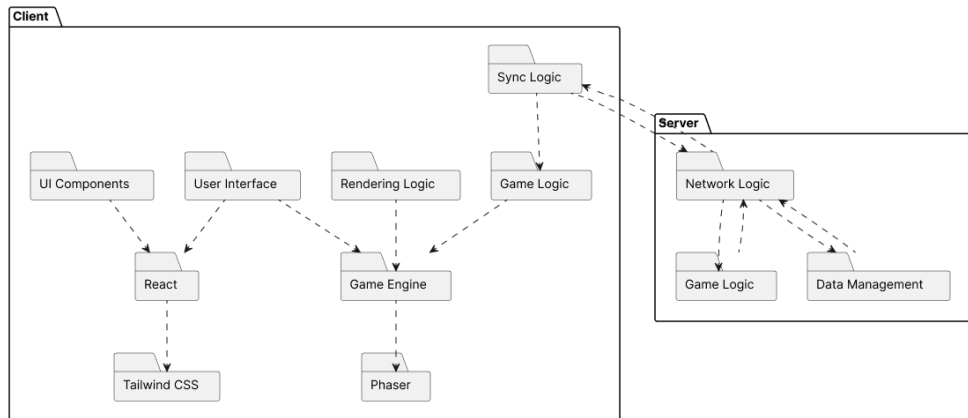 Client
Sync Logic
Server
UI Components
User Interface
Rendering Logic
Game Logic
Network Logic
React
Game Engine
Game Logic
Data Management
Tailwind CSS
Phaser